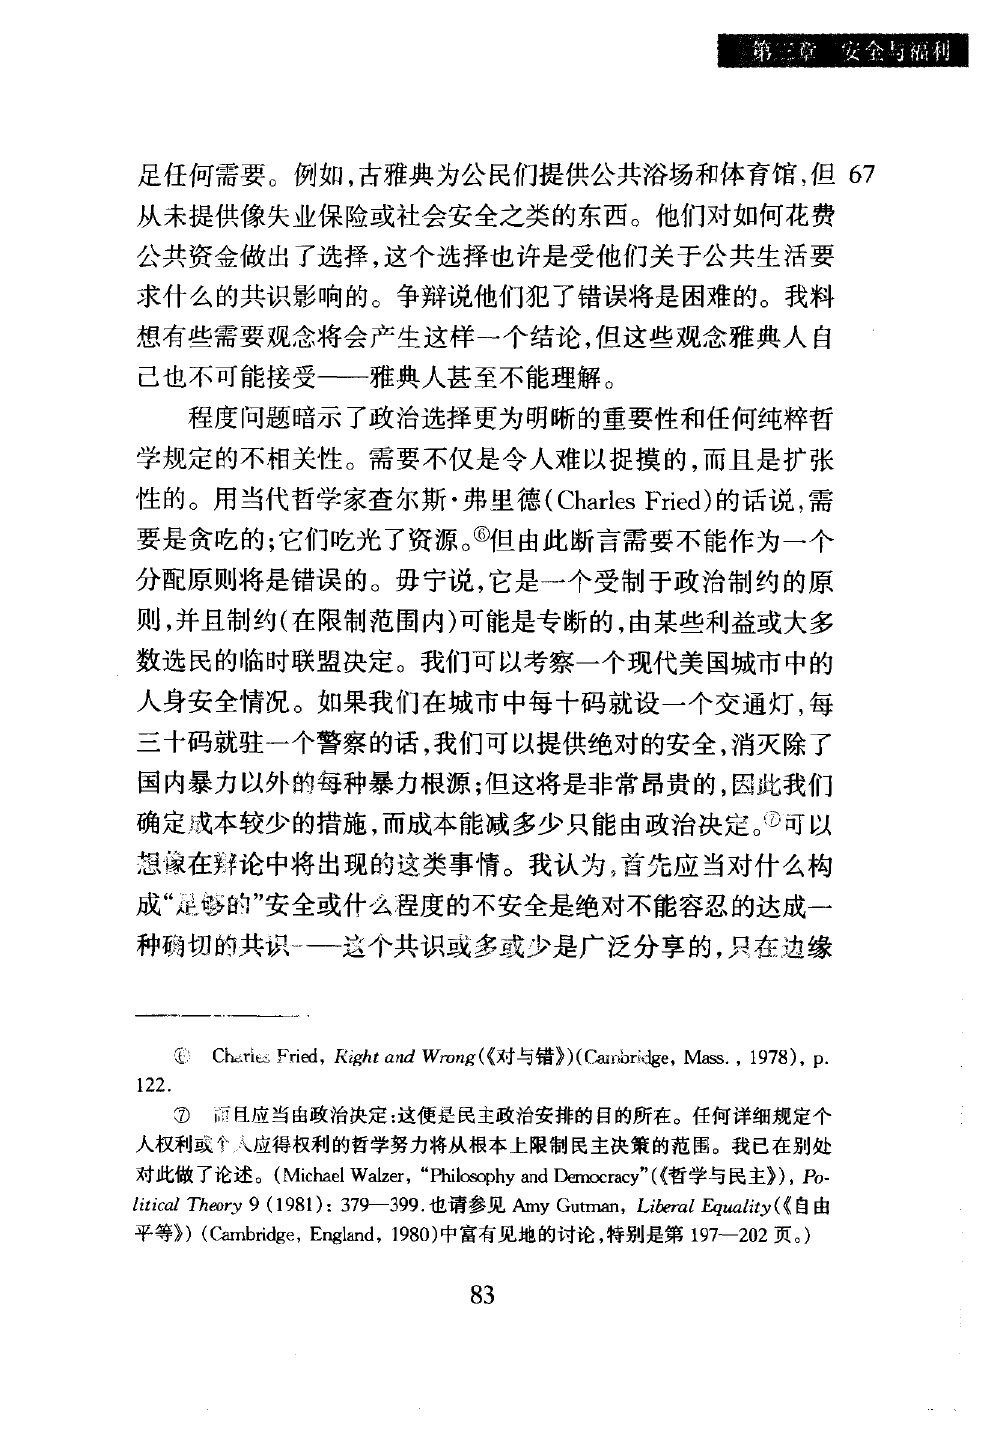 第三章 安全与福利
足任何需要。例如,古雅典为公民们提供公共浴场和体育馆,但 67
从未提供像失业保险或社会安全之类的东西。他们对如何花费
公共资金做出了选择,这个选择也许是受他们关于公共生活要
求什么的共识影响的。争辩说他们犯了错误将是困难的。我料
想有些需要观念将会产生这样一个结论,但这些观念雅典人自
己也不可能接受——雅典人甚至不能理解。
程度问题暗示了政治选择更为明晰的重要性和任何纯粹哲
学规定的不相关性。需要不仅是令人难以捉摸的,而且是扩张
性的。用当代哲学家查尔斯·弗里德(Charles Fried)的话说,需
要是贪吃的;它们吃光了资源。⑥但由此断言需要不能作为一个
分配原则将是错误的。毋宁说,它是一个受制于政治制约的原
则,并且制约(在限制范围内)可能是专断的,由某些利益或大多
数选民的临时联盟决定。我们可以考察一个现代美国城市中的
人身安全情况。如果我们在城市中每十码就设一个交通灯,每
三十码就驻一个警察的话,我们可以提供绝对的安全,消灭除了
国内暴力以外的每种暴力根源;但这将是非常昂贵的,因此我们
确定成本较少的措施,而成本能减多少只能由政治决定。⑦可以
想像在辩论中将出现的这类事情。我认为,首先应当对什么构
成“足够的”安全或什么程度的不安全是绝对不能容忍的达成一
种确切的共识——这个共识或多或少是广泛分享的,只在边缘
⑥ Charles Fried, Right and Wrong(《对与错》)(Cambridge, Mass. , 1978), p.
122.
⑦ 而且应当由政治决定:这便是民主政治安排的目的所在。任何详细规定个
人权利或个人应得权利的哲学努力将从根本上限制民主决策的范围。我已在别处
对此做了论述。(Michael Walzer, “Philosophy and Democracy”(《哲学与民主》), Po-
litical Theory 9 (1981): 379—399.也请参见 Amy Gutman, Liberal Equality(《自由
平等》) (Cambridge, England, 1980)中富有见地的讨论,特别是第 197—202 页。)
83